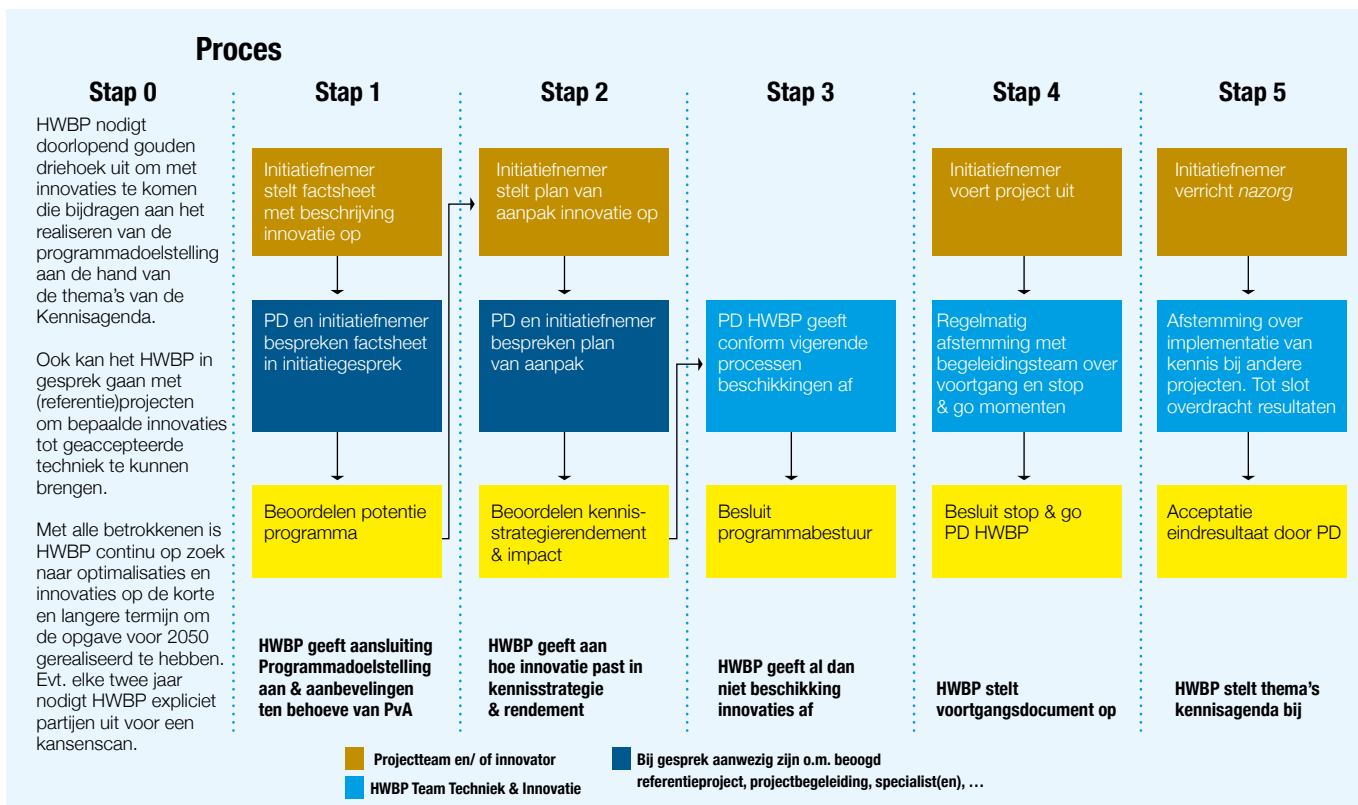 Proces
Stap 0
HWBP nodigt
doorlopend gouden
driehoek uit om met
innovaties te komen
die bijdragen aan het
realiseren van de
programmadoelstelling
aan de hand van
de thema's van de
Kennisagenda.
Ook kan het HWBP in
gesprek gaan met
(referentie)projecten
om bepaalde innovaties
tot geaccepteerde
techniek te kunnen
brengen.
Met alle betrokkenen is
HWBP continu op zoek
naar optimalisaties en
innovaties op de korte
en langere termijn om
de opgave voor 2050
gerealiseerd te hebben.
Evt. elke twee jaar
nodigt HWBP expliciet
partijen uit voor een
kansenscan.
Stap 1
Initiatiefnemer
stelt factsheet
met beschrijving
innovatie op
PD en initiatiefnemer
bespreken factsheet
in initiatiegesprek
Beoordelen potentie
programma
HWBP geeft aansluiting
Programmadoelstelling
aan & aanbevelingen
ten behoeve van PvA
Stap 2
Initiatiefnemer
stelt plan van
aanpak innovatie op
PD en initiatiefnemer
bespreken plan
van aanpak
Beoordelen kennis-
strategierendement
& impact
HWBP geeft aan
hoe innovatie past in
kennisstrategie
& rendement
Stap 3
PD HWBP geeft
conform vigerende
processen
beschikkingen af
Besluit
programmabestuur
HWBP geeft al dan
niet beschikking
innovaties af
Stap 4
Initiatiefnemer
voert project uit
Regelmatig
afstemming met
begeleidingsteam over
voortgang en stop
& go momenten
Besluit stop & go
PD HWBP
HWBP stelt
voortgangsdocument op
Stap 5
Initiatiefnemer
verricht nazorg
Afstemming over
implementatie van
kennis bij andere
projecten. Tot slot
overdracht resultaten
Acceptatie
eindresultaat door PD
HWBP stelt thema's
kennisagenda bij
Projectteam en/ of innovator
HWBP Team Techniek & Innovatie
Bij gesprek aanwezig zijn o.m. beoogd
referentieproject, projectbegeleiding, specialist(en), …